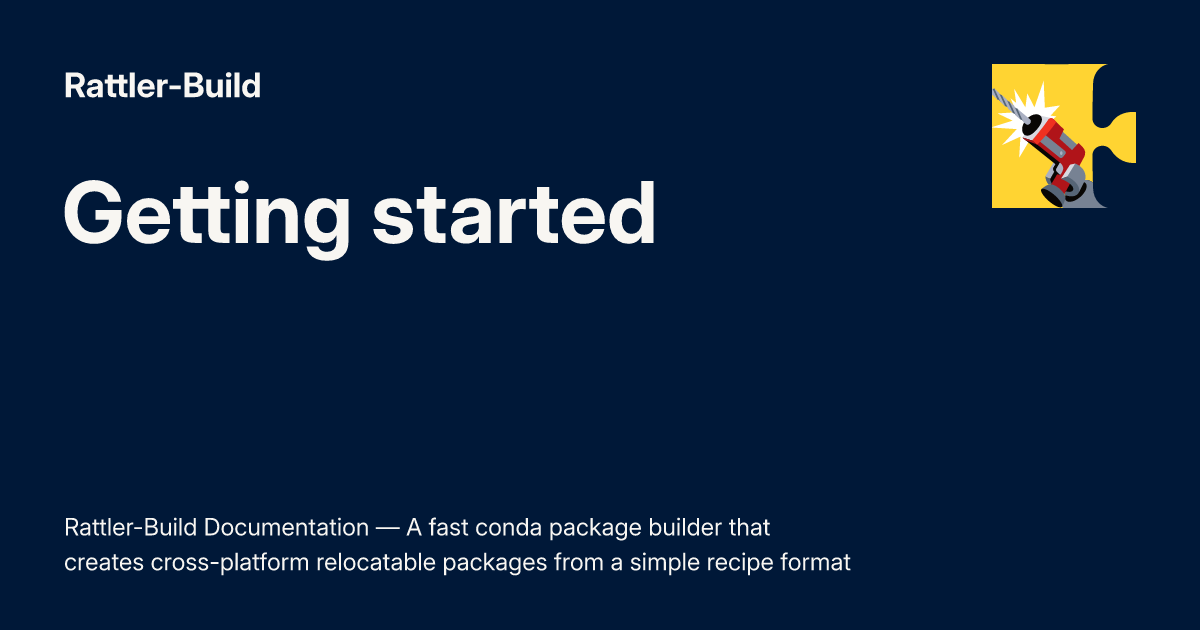 Rattler-Build
Getting started
Rattler-Build Documentation — A fast conda package builder that
creates cross-platform relocatable packages from a simple recipe format